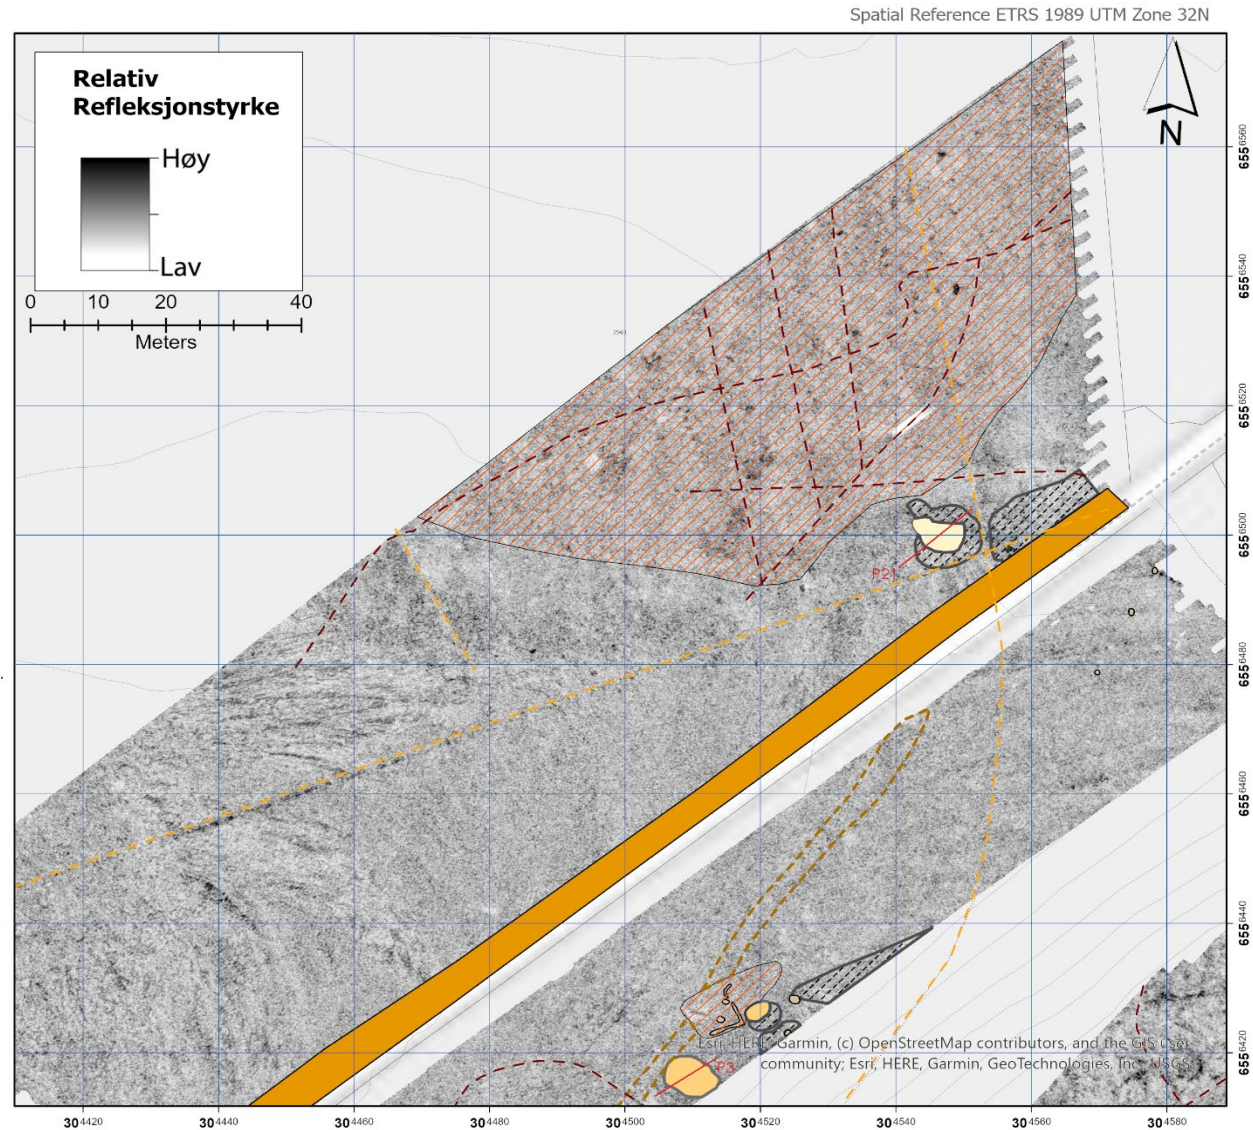 Spatial Reference ETRS 1989 UTM Zone 32N
Relativ
Refleksjonstyrke
Høy
Lav
0 10 20 40
Meters
N
P21
P3
6556560
6556540
6556520
6556500
6556480
6556460
6556440
6556420
Esri, HERE, Garmin, (c) OpenStreetMap contributors, and the GIS user
community; Esri, HERE, Garmin, GeoTechnologies, Inc., USGS
304420 304440 304460 304480 304500 304520 304540 304560 304580